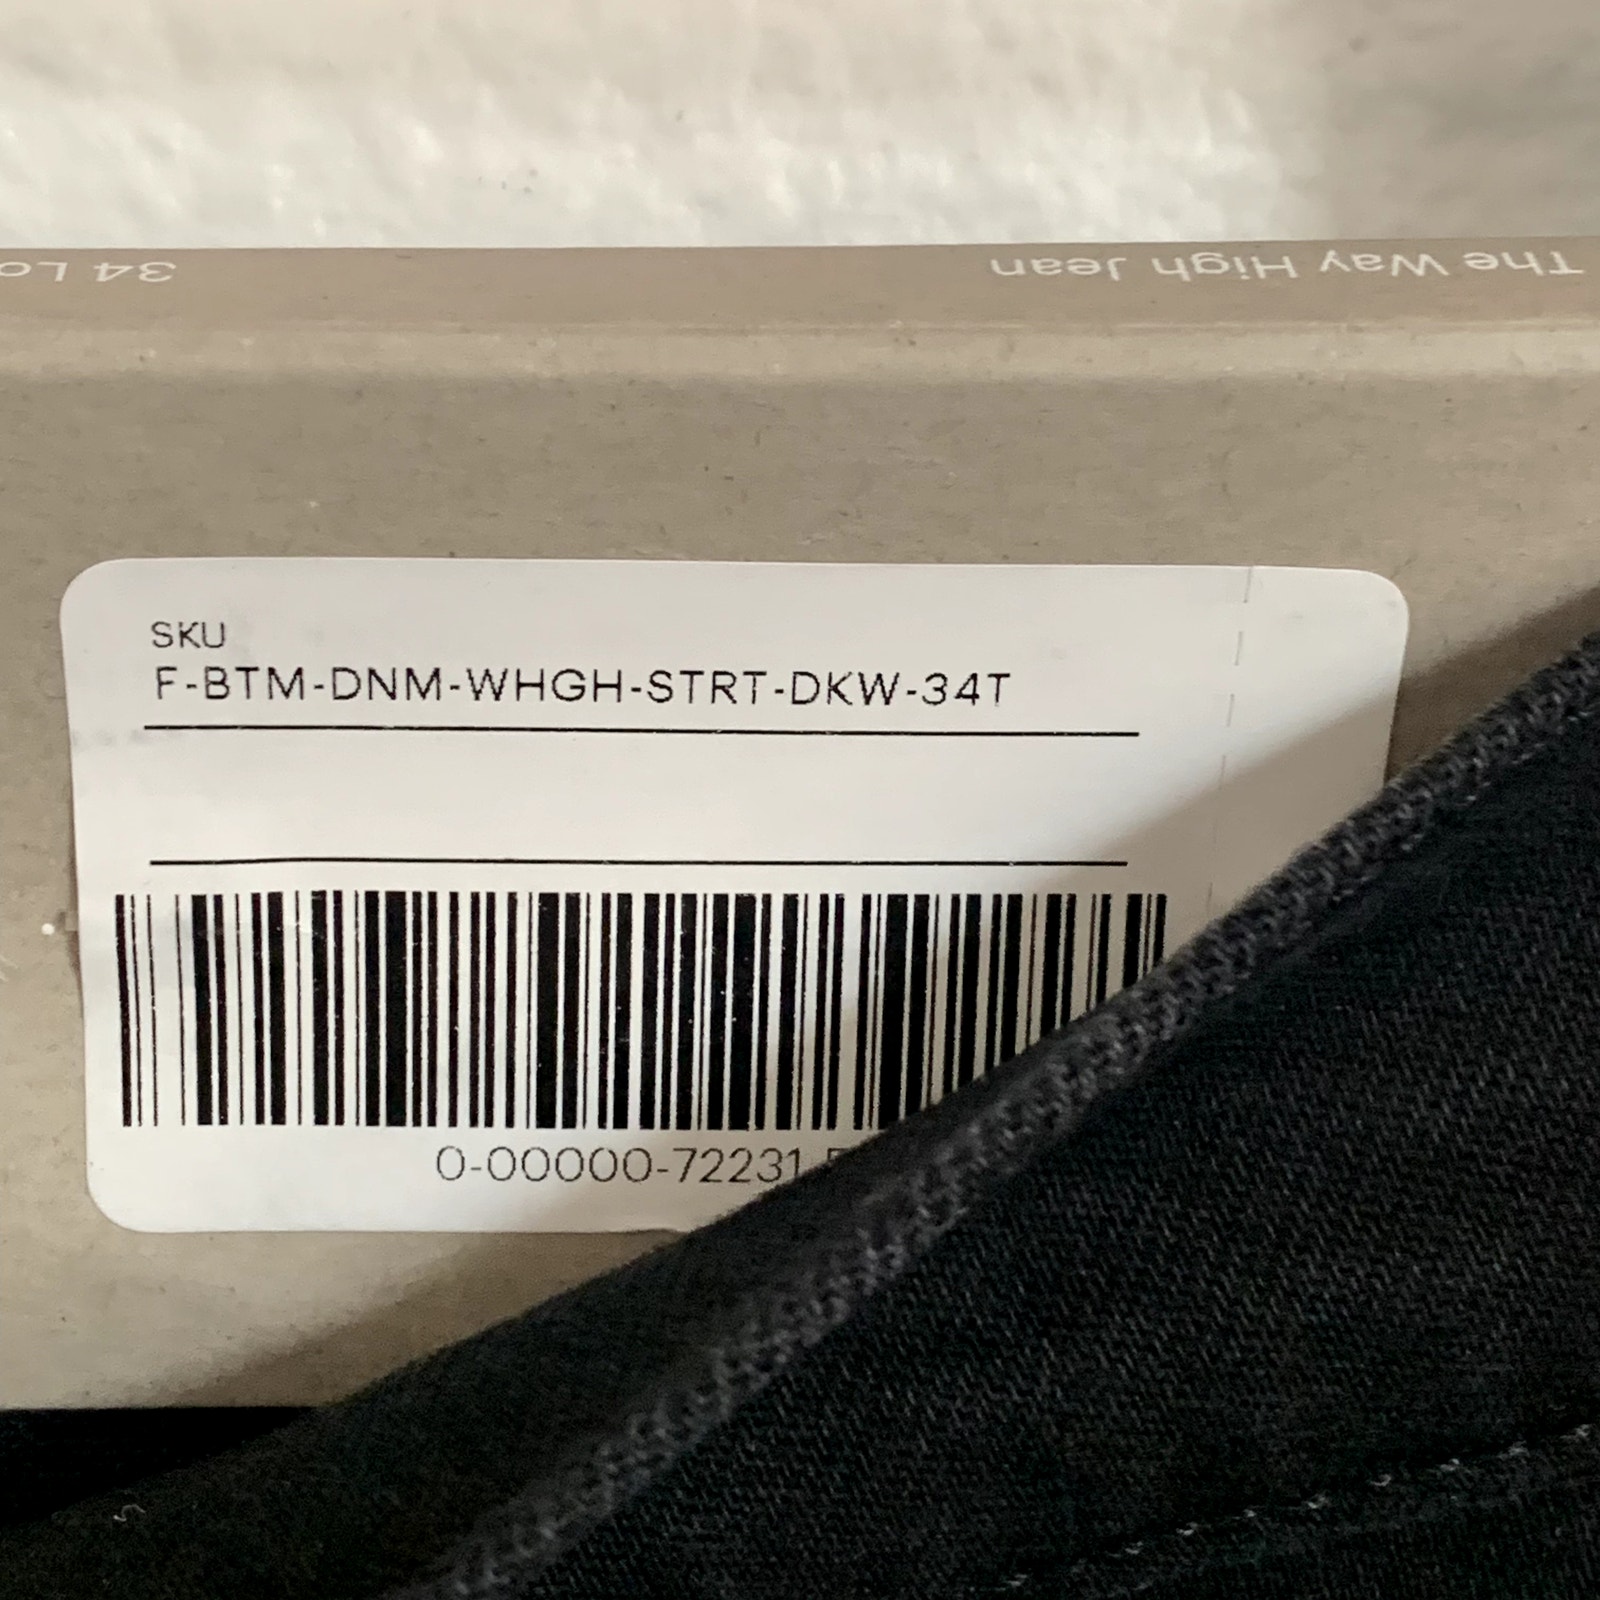 The Way High Jean
34
SKU
F-BTM-DNM-WHGH-STRT-DKW-34T
0-00000-72231